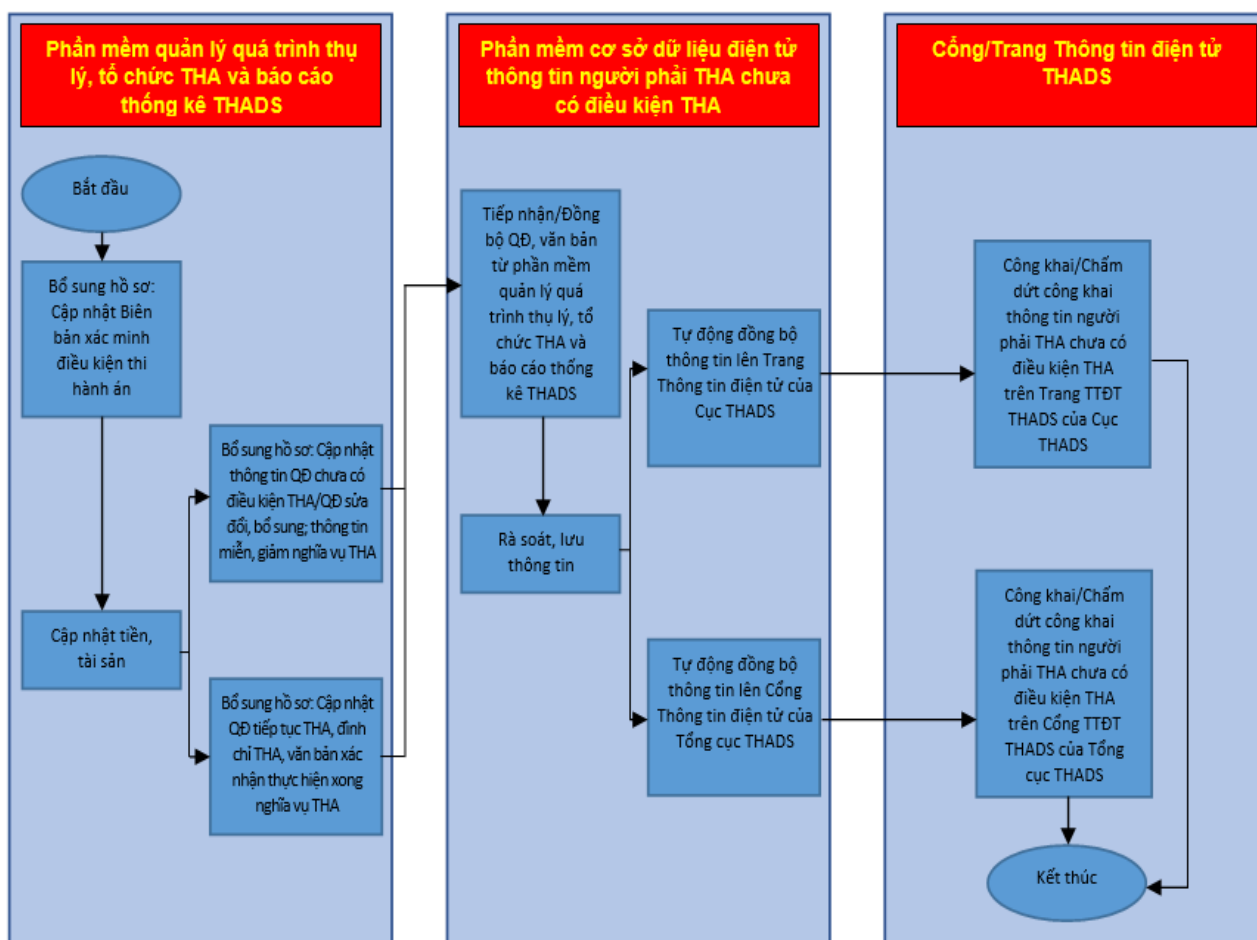 Phần mềm quản lý quá trình thụ
lý, tổ chức THA và báo cáo
thống kê THADS
Bắt đầu
Bổ sung hồ sơ:
Cập nhật Biên
bản xác minh
điều kiện thi
hành án
Cập nhật tiền,
tài sản
Bổ sung hồ sơ: Cập nhật
thông tin QĐ chưa có
điều kiện THA/QĐ sửa
đổi, bổ sung; thông tin
miễn, giảm nghĩa vụ THA
Bổ sung hồ sơ: Cập nhật
QĐ tiếp tục THA, đình
chỉ THA, văn bản xác
nhận thực hiện xong
nghĩa vụ THA
Phần mềm cơ sở dữ liệu điện tử
thông tin người phải THA chưa
có điều kiện THA
Tiếp nhận/Đồng
bộ QĐ, văn bản
từ phần mềm
quản lý quá
trình thụ lý, tổ
chức THA và
báo cáo thống
kê THADS
Rà soát, lưu
thông tin
Tự động đồng bộ
thông tin lên Trang
Thông tin điện tử của
Cục THADS
Tự động đồng bộ
thông tin lên Cổng
Thông tin điện tử của
Tổng cục THADS
Cổng/Trang Thông tin điện tử
THADS
Công khai/Chấm
dứt công khai
thông tin người
phải THA chưa có
điều kiện THA
trên Trang TTĐT
THADS của Cục
THADS
Công khai/Chấm
dứt công khai
thông tin người
phải THA chưa có
điều kiện THA
trên Cổng TTĐT
THADS của Tổng
cục THADS
Kết thúc